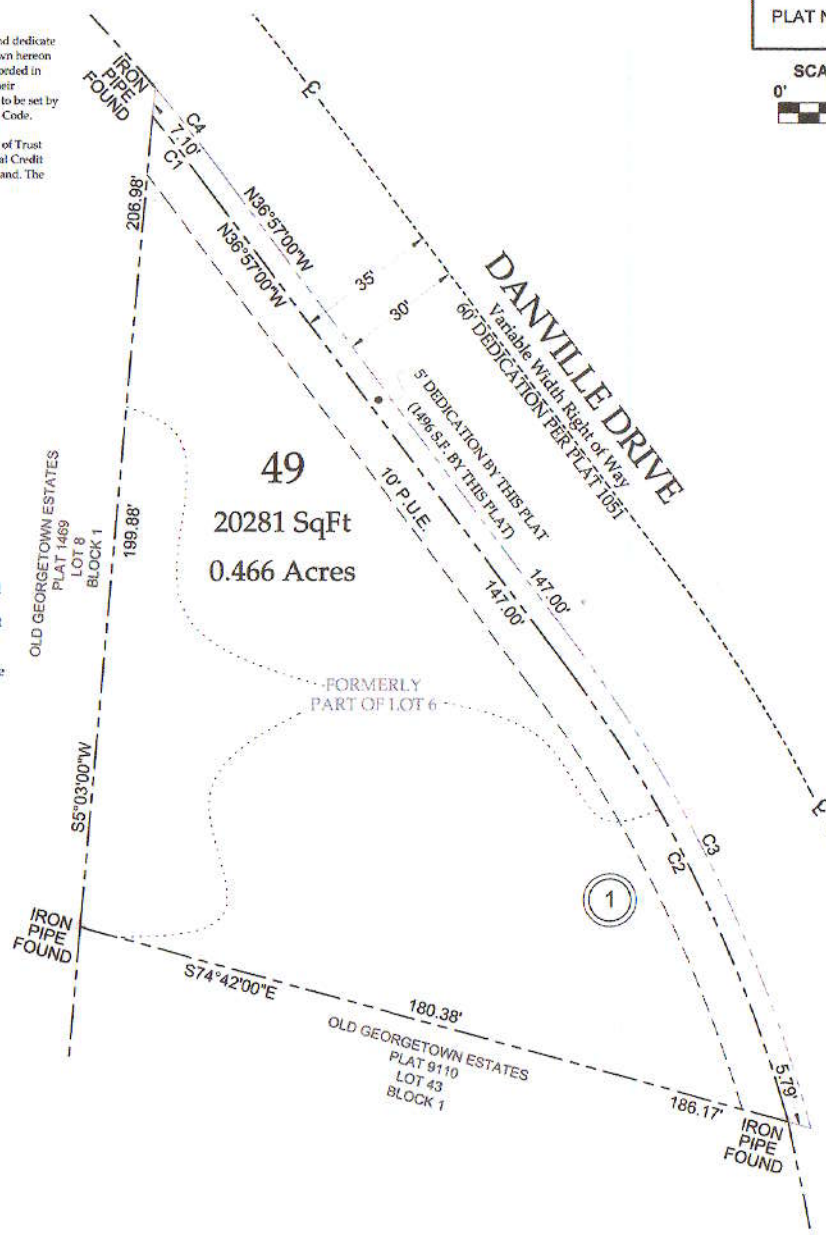 PLAT N
SCA
0'
nd dedicate
wn hereon
orded in
eir
to be set by
Code.
of Trust
al Credit
and. The
IRON
PIPE
FOUND
7.10'
C4
C1
206.98'
N36°57'00"W
N36°57'00"W
35'
30'
DANVILLE DRIVE
Variable Width Right of Way
60' DEDICATION PER PLAT 1051
5' DEDICATION BY THIS PLAT
(1496 S.F. BY THIS PLAT)
49
20281 SqFt
0.466 Acres
10' P.U.E.
OLD GEORGETOWN ESTATES
PLAT 1469
LOT 8
BLOCK 1
199.88'
147.00'
147.00'
FORMERLY
PART OF LOT 6
S5°03'00"W
C3
C2
1
IRON
PIPE
FOUND
S74°42'00"E
180.38'
OLD GEORGETOWN ESTATES
PLAT 9110
LOT 43
BLOCK 1
186.17'
5.79'
IRON
PIPE
FOUND